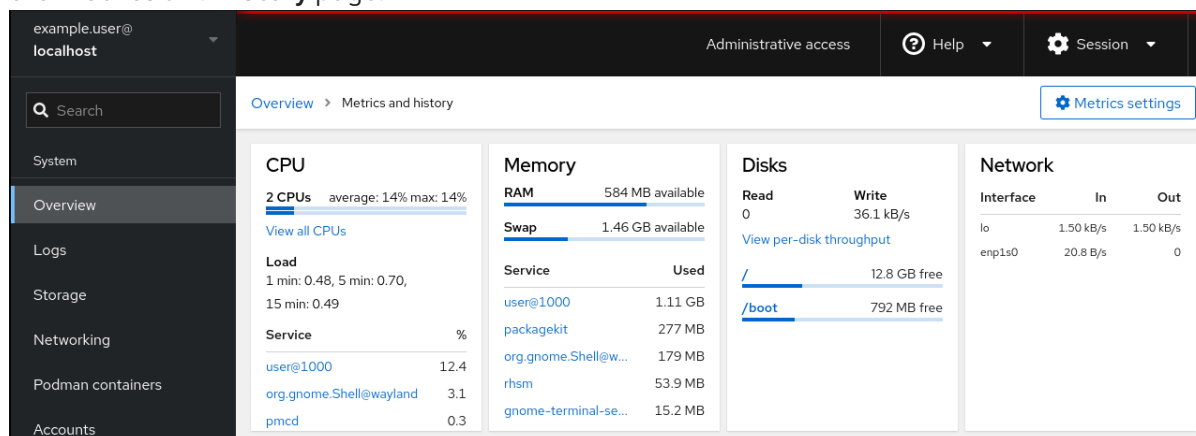 example.user@
localhost
Administrative access
Help
Session
Search
Overview > Metrics and history
Metrics settings
System
Overview
Logs
Storage
Networking
Podman containers
Accounts
CPU
2 CPUs average: 14% max: 14%
View all CPUs
Load
1 min: 0.48, 5 min: 0.70,
15 min: 0.49
Service %
user@1000 12.4
org.gnome.Shell@wayland 3.1
pmcd 0.3
Memory
RAM 584 MB available
Swap 1.46 GB available
Service Used
user@1000 1.11 GB
packagekit 277 MB
org.gnome.Shell@w... 179 MB
rhsm 53.9 MB
gnome-terminal-se... 15.2 MB
Disks
Read Write
0 36.1 kB/s
View per-disk throughput
/ 12.8 GB free
/boot 792 MB free
Network
Interface In Out
lo 1.50 kB/s 1.50 kB/s
enp1s0 20.8 B/s 0